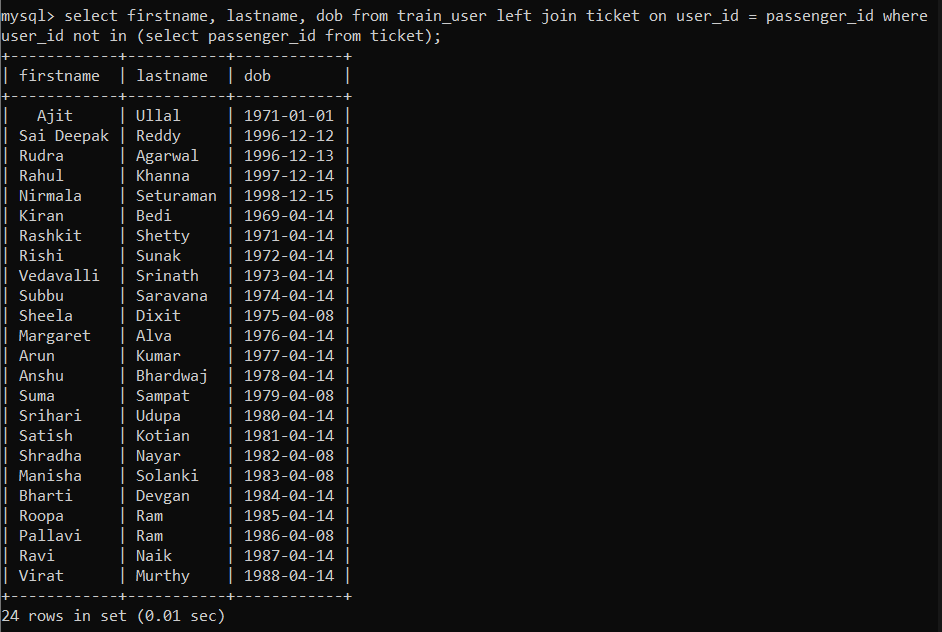 mysql> select firstname, lastname, dob from train_user left join ticket on user_id = passenger_id where
user_id not in (select passenger_id from ticket);
+------------+-----------+------------+
| firstname  | lastname  | dob        |
+------------+-----------+------------+
|   Ajit     | Ullal     | 1971-01-01 |
| Sai Deepak | Reddy     | 1996-12-12 |
| Rudra      | Agarwal   | 1996-12-13 |
| Rahul      | Khanna    | 1997-12-14 |
| Nirmala    | Seturaman | 1998-12-15 |
| Kiran      | Bedi      | 1969-04-14 |
| Rashkit    | Shetty    | 1971-04-14 |
| Rishi      | Sunak     | 1972-04-14 |
| Vedavalli  | Srinath   | 1973-04-14 |
| Subbu      | Saravana  | 1974-04-14 |
| Sheela     | Dixit     | 1975-04-08 |
| Margaret   | Alva      | 1976-04-14 |
| Arun       | Kumar     | 1977-04-14 |
| Anshu      | Bhardwaj  | 1978-04-14 |
| Suma       | Sampat    | 1979-04-08 |
| Srihari    | Udupa     | 1980-04-14 |
| Satish     | Kotian    | 1981-04-14 |
| Shradha    | Nayar     | 1982-04-08 |
| Manisha    | Solanki   | 1983-04-08 |
| Bharti     | Devgan    | 1984-04-14 |
| Roopa      | Ram       | 1985-04-14 |
| Pallavi    | Ram       | 1986-04-08 |
| Ravi       | Naik      | 1987-04-14 |
| Virat      | Murthy    | 1988-04-14 |
+------------+-----------+------------+
24 rows in set (0.01 sec)